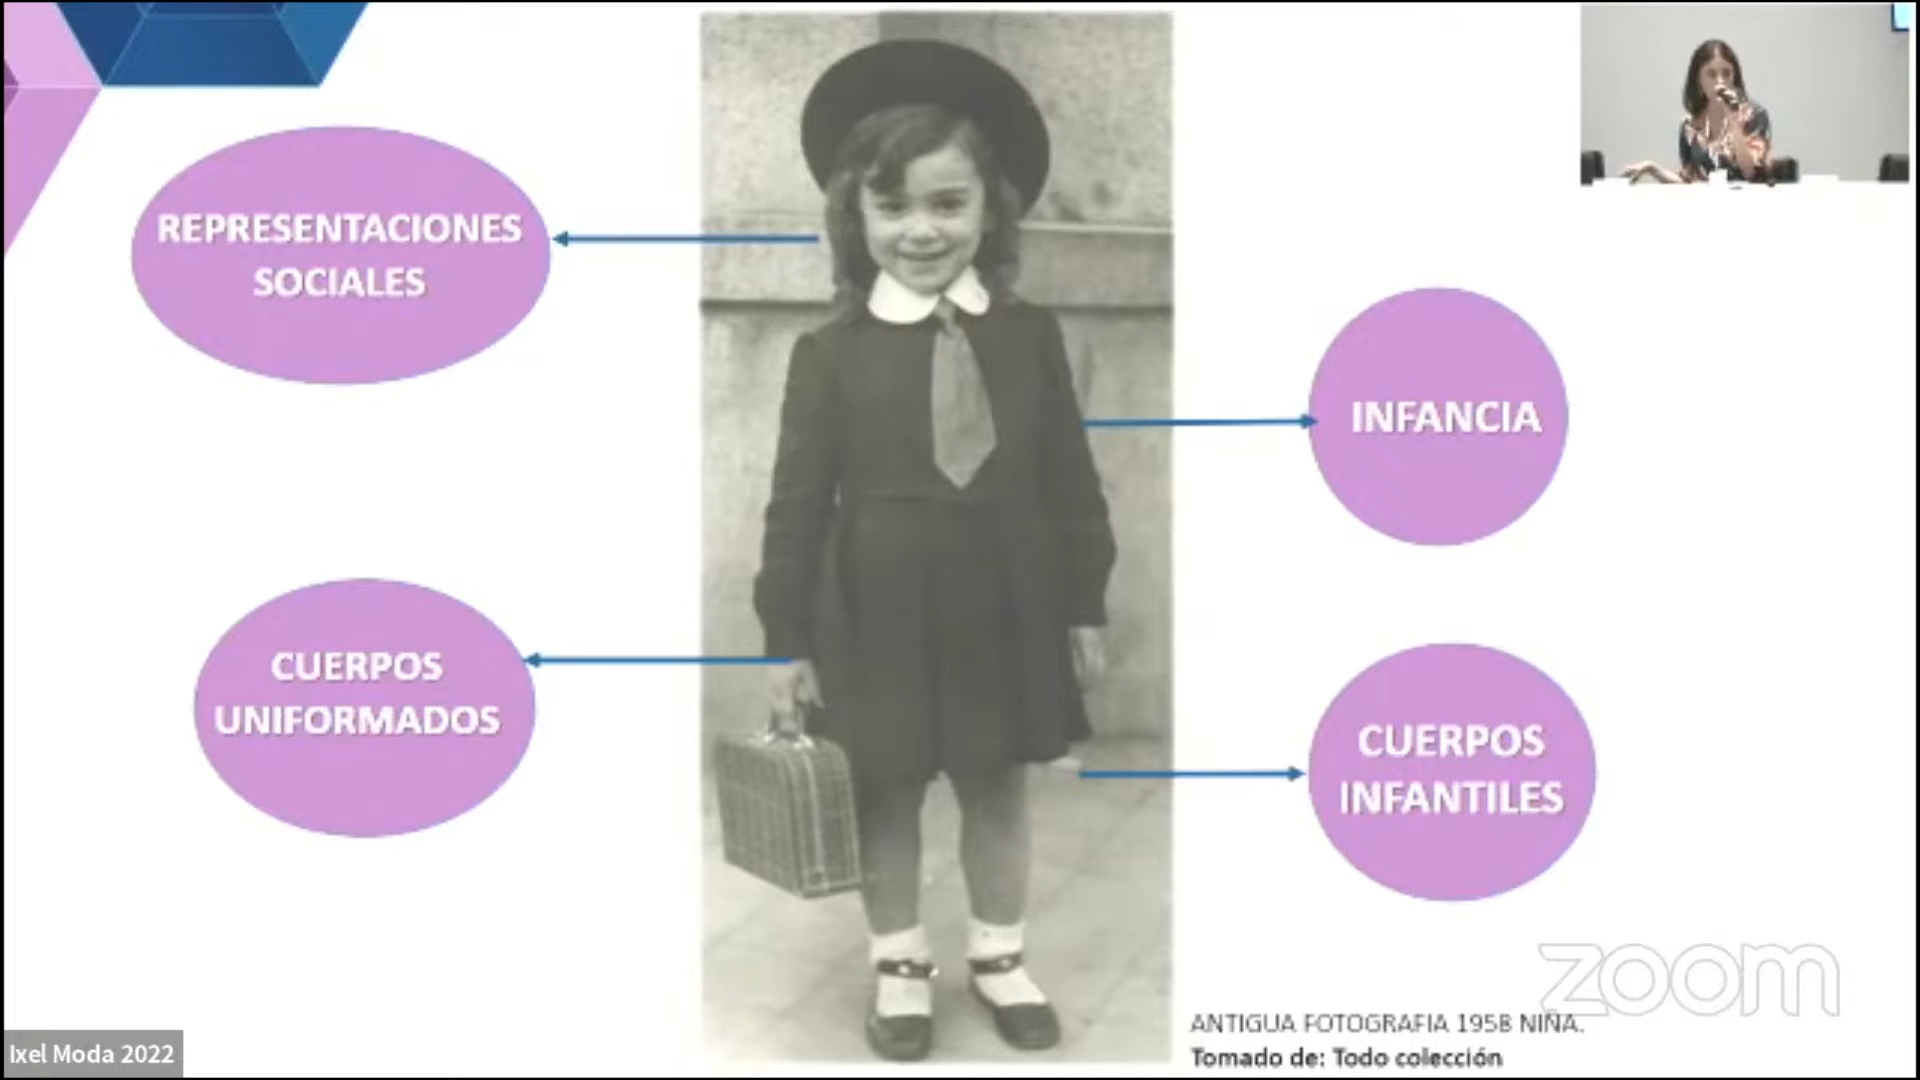 REPRESENTACIONES
SOCIALES
INFANCIA
CUERPOS
UNIFORMADOS
CUERPOS
INFANTILES
zoom
ANTIGUA FOTOGRAFIA 1958 NIÑA.
Tomado de: Todo colección
Ixel Moda 2022